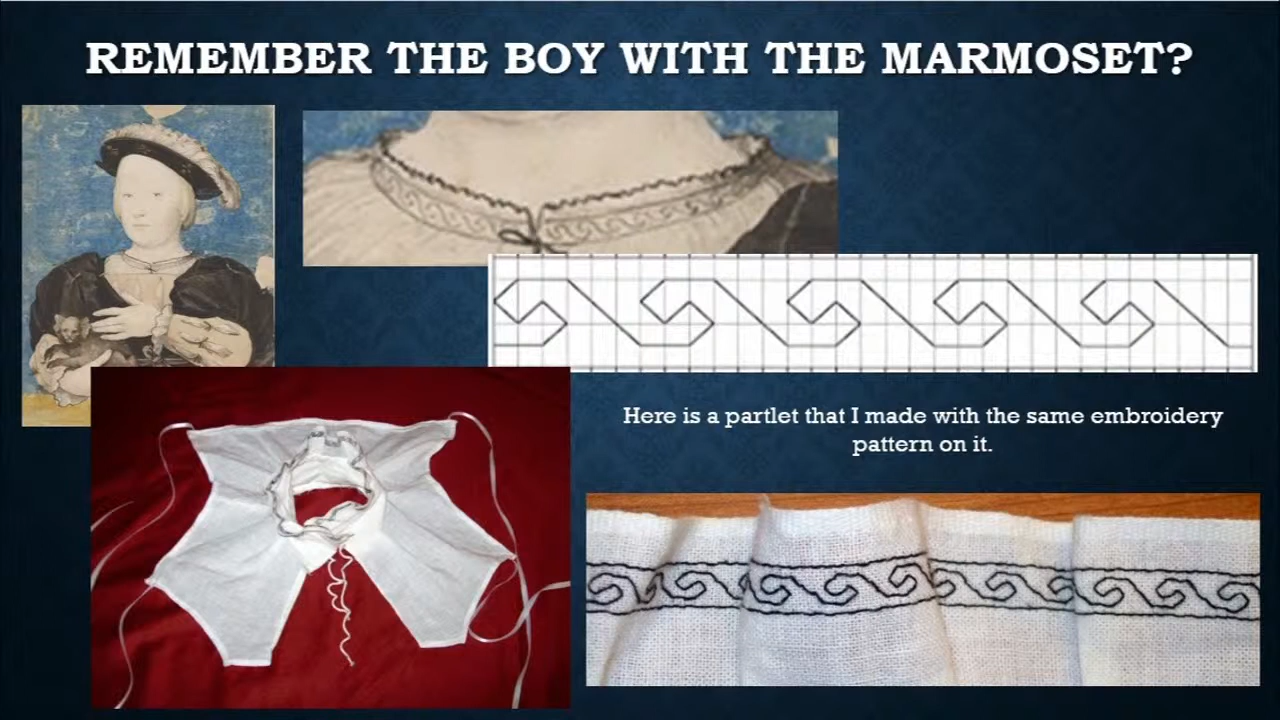 REMEMBER THE BOY WITH THE MARMOSET?
Here is a partlet that I made with the same embroidery
pattern on it.